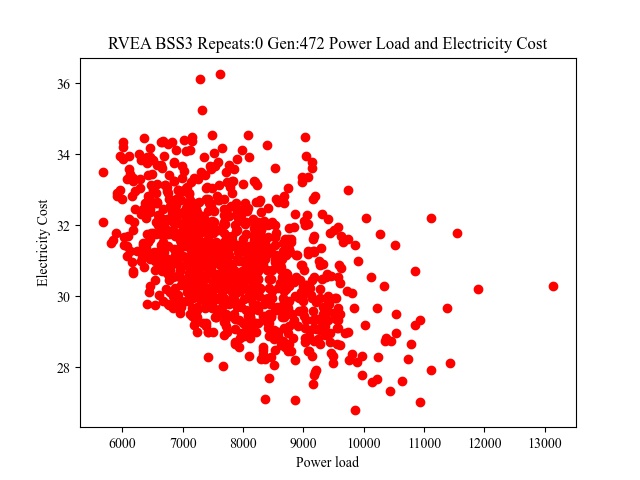 RVEA BSS3 Repeats:0 Gen:472 Power Load and Electricity Cost
36
34
32
30
28
Electricity Cost
6000 7000 8000 9000 10000 11000 12000 13000
Power load